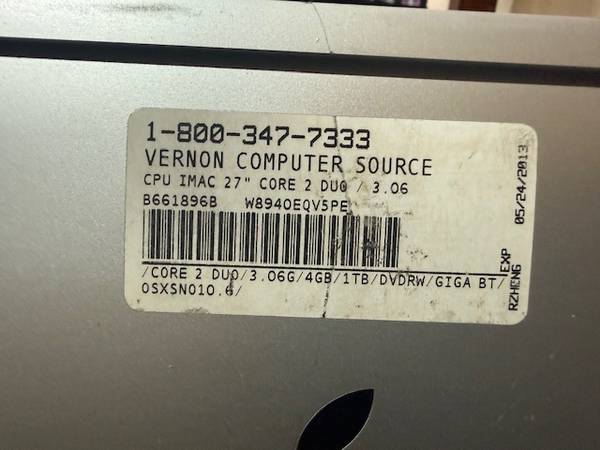 1-800-347-7333
VERNON COMPUTER SOURCE
CPU IMAC 27" CORE 2 DUO / 3.06
B661896B W8940EQV5PE
/CORE 2 DUO/3.06G/4GB/1TB/DVDRW/GIGA BT/
OSXSNO10.6/
EXP 05/24/2013
RZHENG